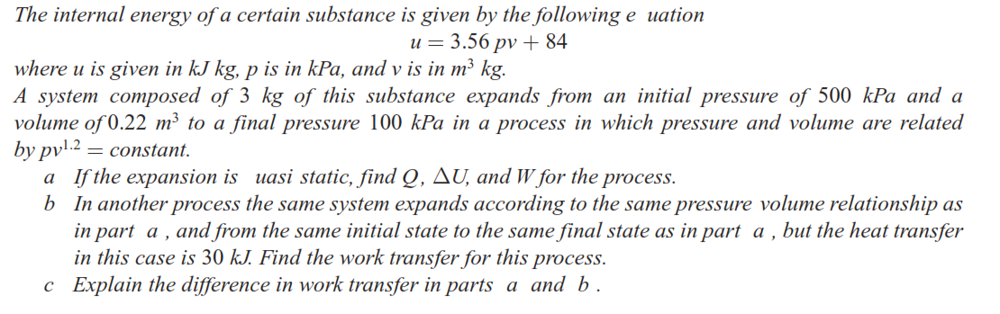 The internal energy of a certain substance is given by the following e uation
u = 3.56 pv + 84
where u is given in kJ kg, p is in kPa, and v is in m³ kg.
A system composed of 3 kg of this substance expands from an initial pressure of 500 kPa and a
volume of 0.22 m³ to a final pressure 100 kPa in a process in which pressure and volume are related
by pv¹·² = constant.
a If the expansion is uasi static, find Q, ΔU, and W for the process.
b In another process the same system expands according to the same pressure volume relationship as
in part a , and from the same initial state to the same final state as in part a , but the heat transfer
in this case is 30 kJ. Find the work transfer for this process.
c Explain the difference in work transfer in parts a and b .